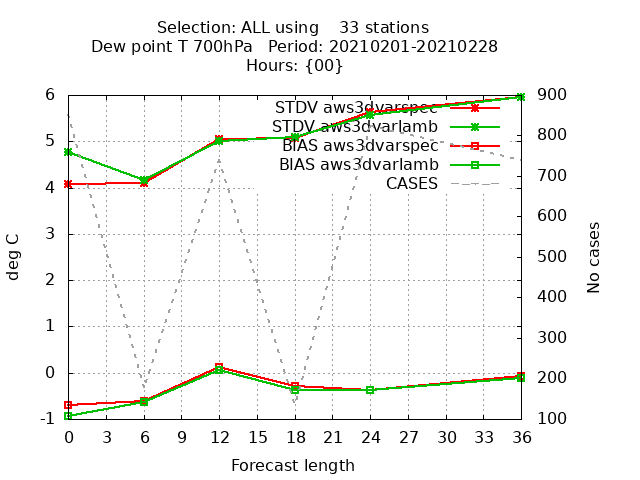 Selection: ALL using    33 stations
Dew point T 700hPa   Period: 20210201-20210228
Hours: {00}
STDV aws3dvarspec
STDV aws3dvarlamb
BIAS aws3dvarspec
BIAS aws3dvarlamb
CASES
6
5
4
3
2
1
0
-1
deg C
900
800
700
600
500
400
300
200
100
No cases
0 3 6 9 12 15 18 21 24 27 30 33 36
Forecast length